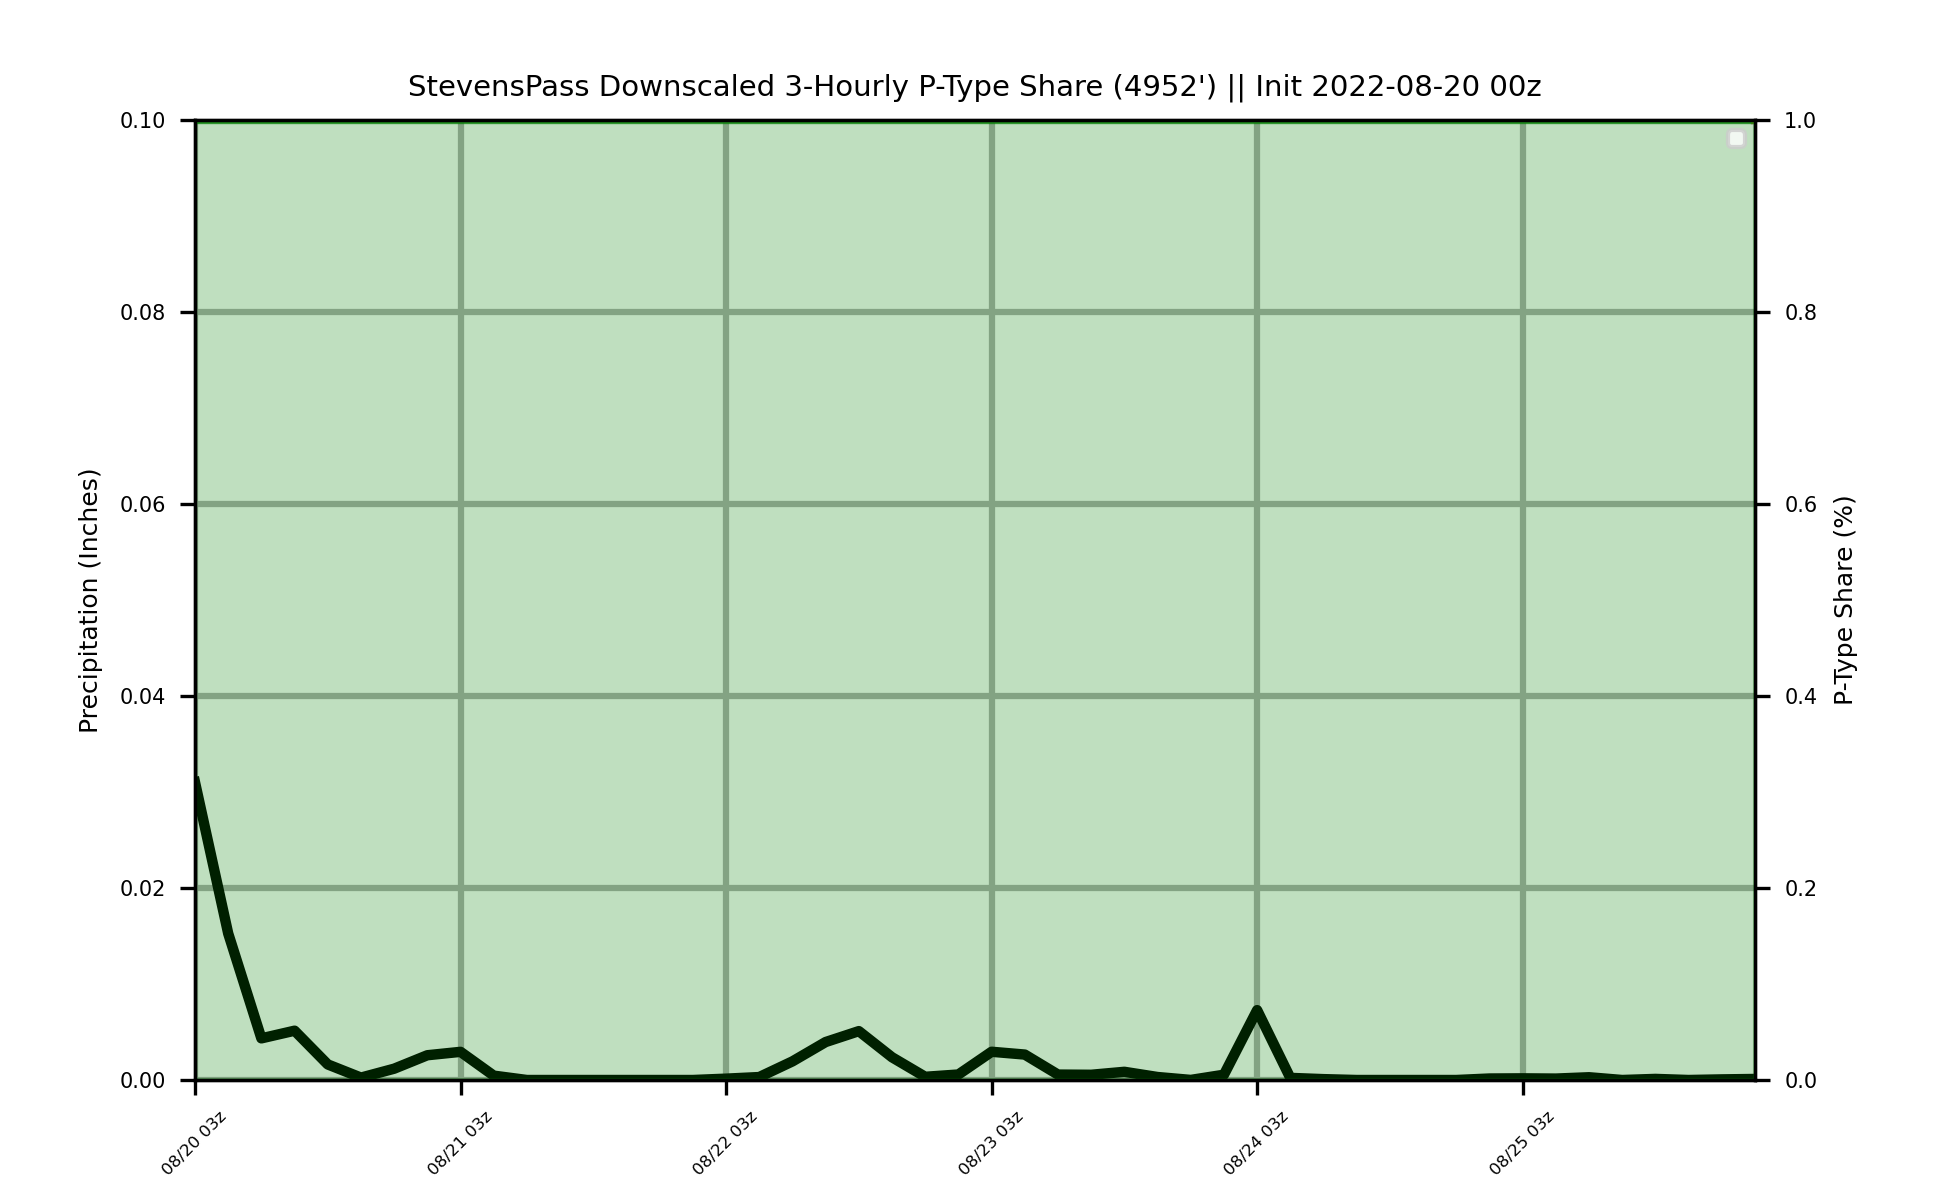 StevensPass Downscaled 3-Hourly P-Type Share (4952') || Init 2022-08-20 00z
Precipitation (Inches)
0.10
0.08
0.06
0.04
0.02
0.00
1.0
0.8
0.6
0.4
0.2
0.0
P-Type Share (%)
08/20 03z
08/21 03z
08/22 03z
08/23 03z
08/24 03z
08/25 03z